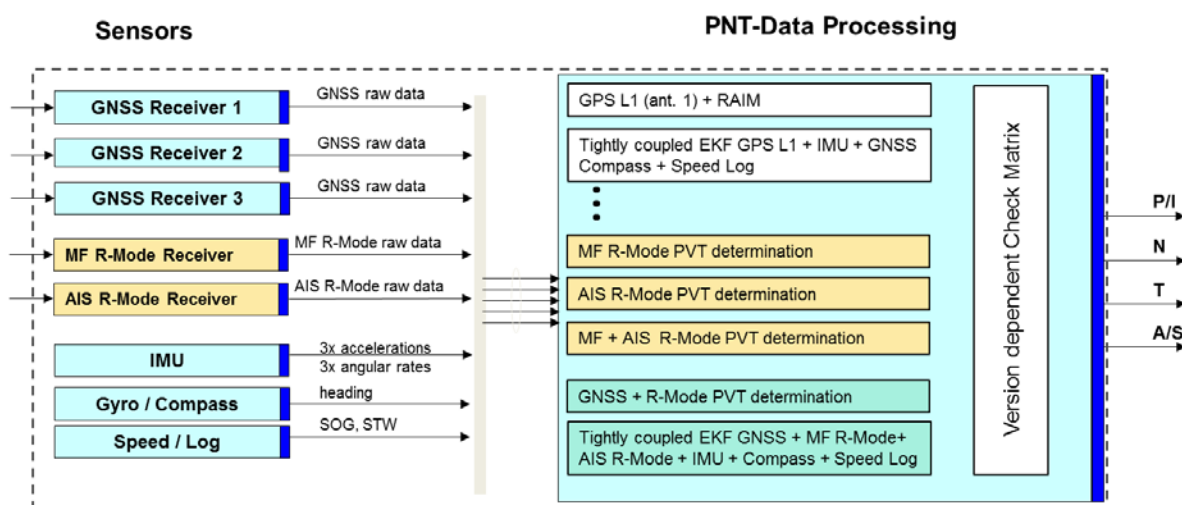 Sensors
PNT-Data Processing
GNSS Receiver 1
GNSS raw data
GNSS Receiver 2
GNSS raw data
GNSS Receiver 3
GNSS raw data
MF R-Mode Receiver
MF R-Mode raw data
AIS R-Mode Receiver
AIS R-Mode raw data
IMU
3x accelerations
3x angular rates
Gyro / Compass
heading
Speed / Log
SOG, STW
GPS L1 (ant. 1) + RAIM
Tightly coupled EKF GPS L1 + IMU + GNSS
Compass + Speed Log
MF R-Mode PVT determination
AIS R-Mode PVT determination
MF + AIS R-Mode PVT determination
GNSS + R-Mode PVT determination
Tightly coupled EKF GNSS + MF R-Mode+
AIS R-Mode + IMU + Compass + Speed Log
Version dependent Check Matrix
P/I
N
T
A/S